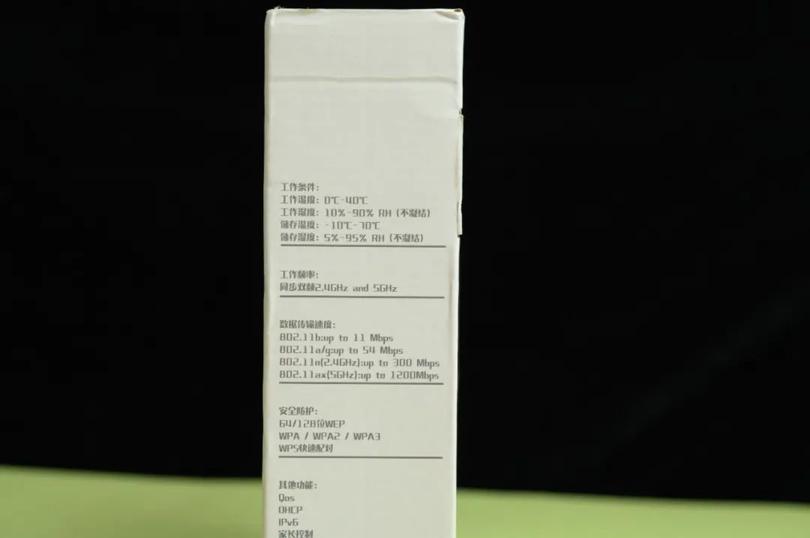 工作条件:
工作温度: 0℃-40℃
工作湿度: 10%-90% RH (不凝结)
储存温度: -10℃-70℃
储存湿度: 5%-95% RH (不凝结)
工作频率:
同步双频2.4GHz and 5GHz
数据传输速度:
802.11b:up to 11 Mbps
802.11a/g:up to 54 Mbps
802.11n(2.4GHz):up to 300 Mbps
802.11ax(5GHz):up to 1200Mbps
安全防护:
64/128位WEP
WPA / WPA2 / WPA3
WPS快速配对
其他功能:
Qos
DHCP
IPv6
家长控制